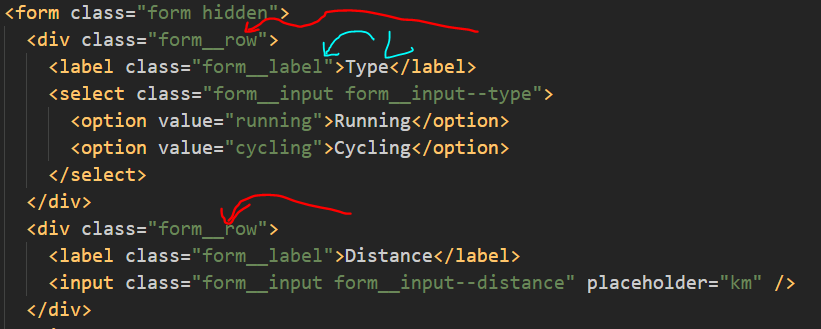 <form class="form hidden">
<div class="form__row">
<label class="form__label">Type</label>
<select class="form__input form__input--type">
<option value="running">Running</option>
<option value="cycling">Cycling</option>
</select>
</div>
<div class="form__row">
<label class="form__label">Distance</label>
<input class="form__input form__input--distance" placeholder="km" />
</div>